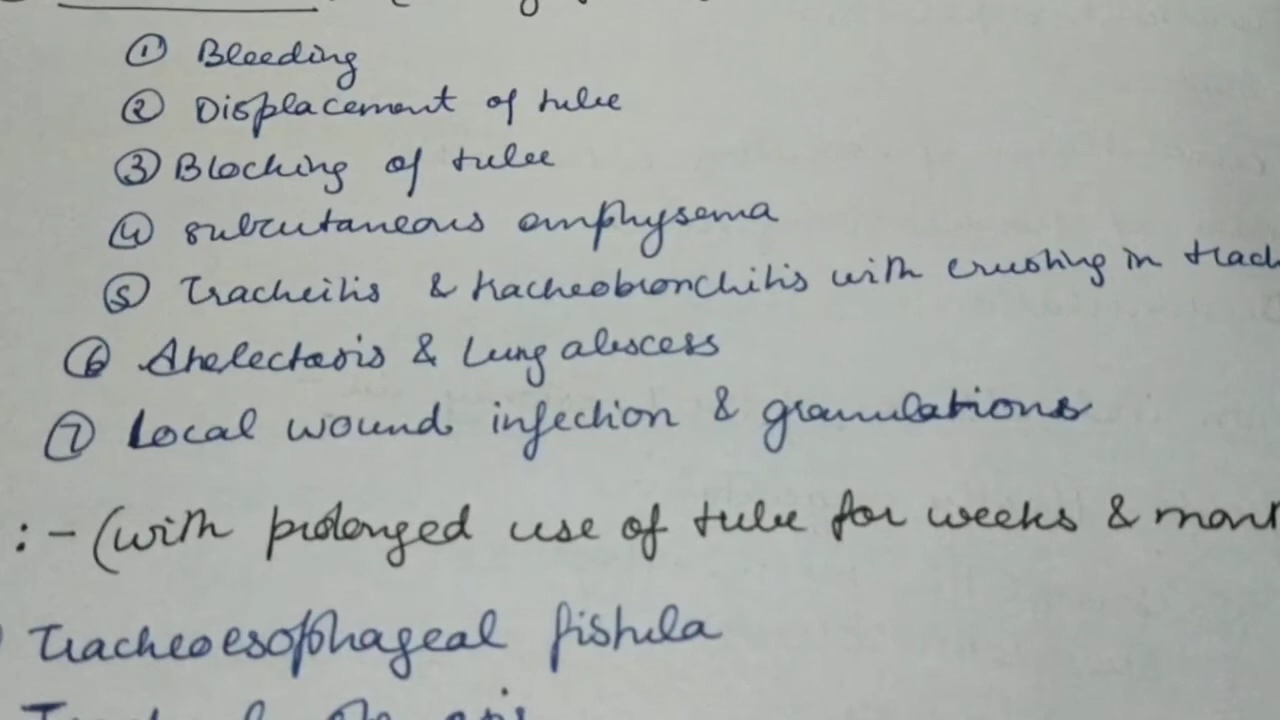 ① Bleeding
② Displacement of tube
③ Blocking of tube
④ subcutaneous emphysema
⑤ Tracheitis & tracheobronchitis with crusting in trach
⑥ Atelectasis & Lung abscess
⑦ Local wound infection & granulations
:- (with prolonged use of tube for weeks & mont
Tracheoesophageal fistula